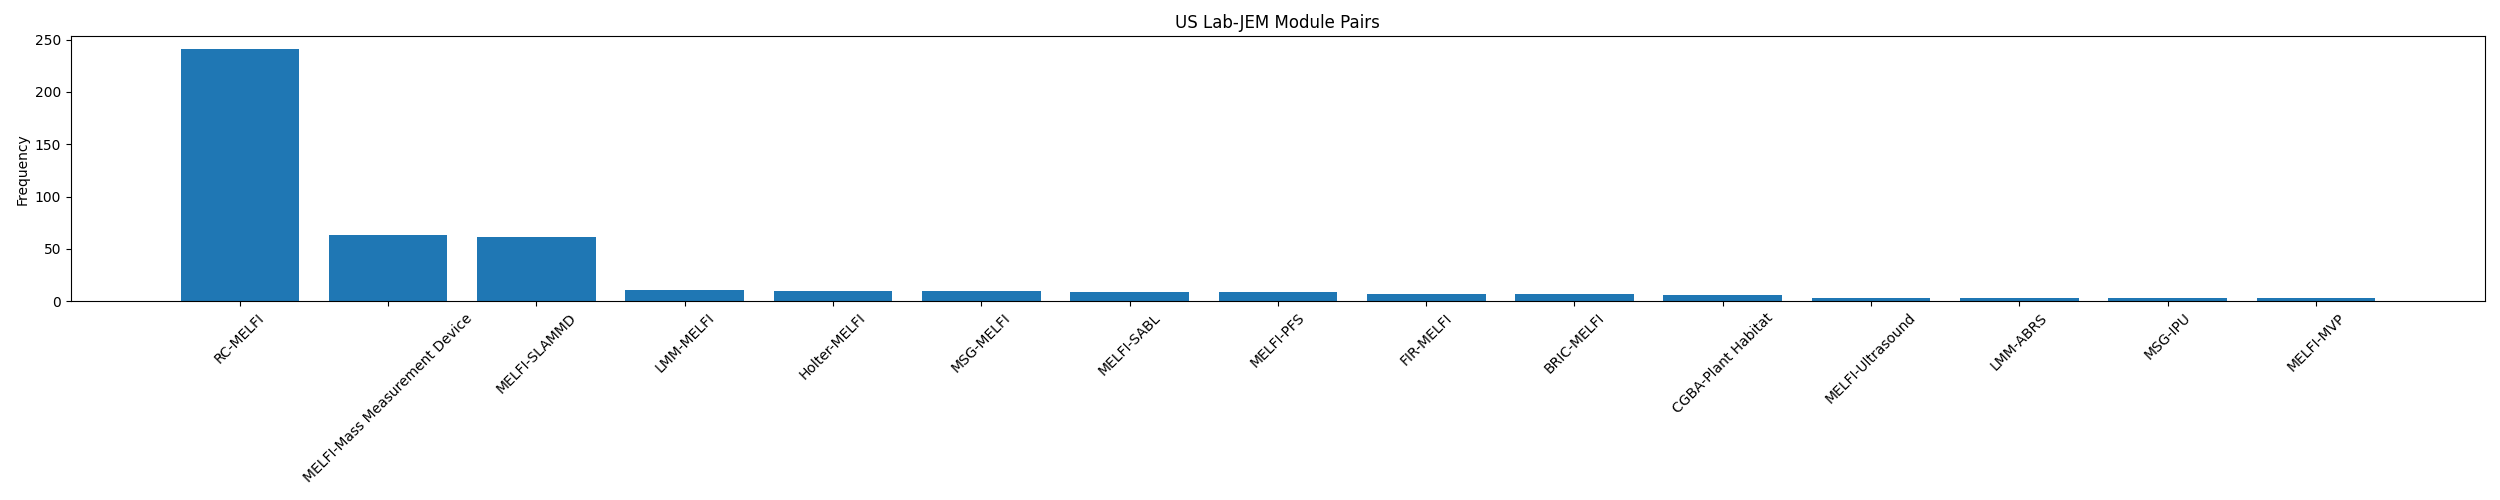 US Lab-JEM Module Pairs
Frequency
250
200
150
100
50
0
RC-MELFI
MELFI-Mass Measurement Device
MELFI-SLAMMD
LMM-MELFI
Holter-MELFI
MSG-MELFI
MELFI-SABL
MELFI-PFS
FIR-MELFI
BRIC-MELFI
CGBA-Plant Habitat
MELFI-Ultrasound
LMM-ABRS
MSG-IPU
MELFI-MVP